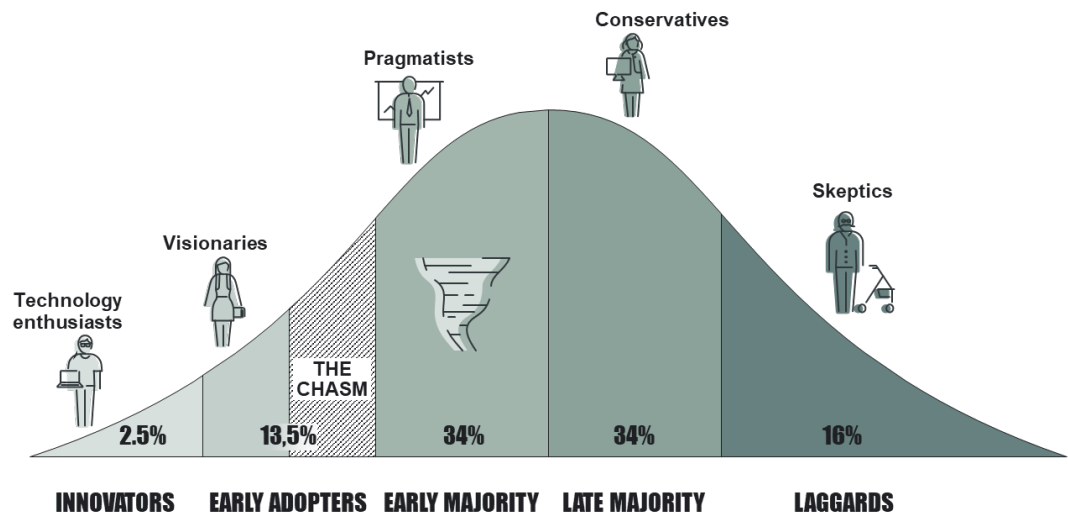 Conservatives
Pragmatists
Skeptics
Visionaries
Technology
enthusiasts
THE
CHASM
2.5%
13,5%
34%
34%
16%
INNOVATORS
EARLY ADOPTERS
EARLY MAJORITY
LATE MAJORITY
LAGGARDS